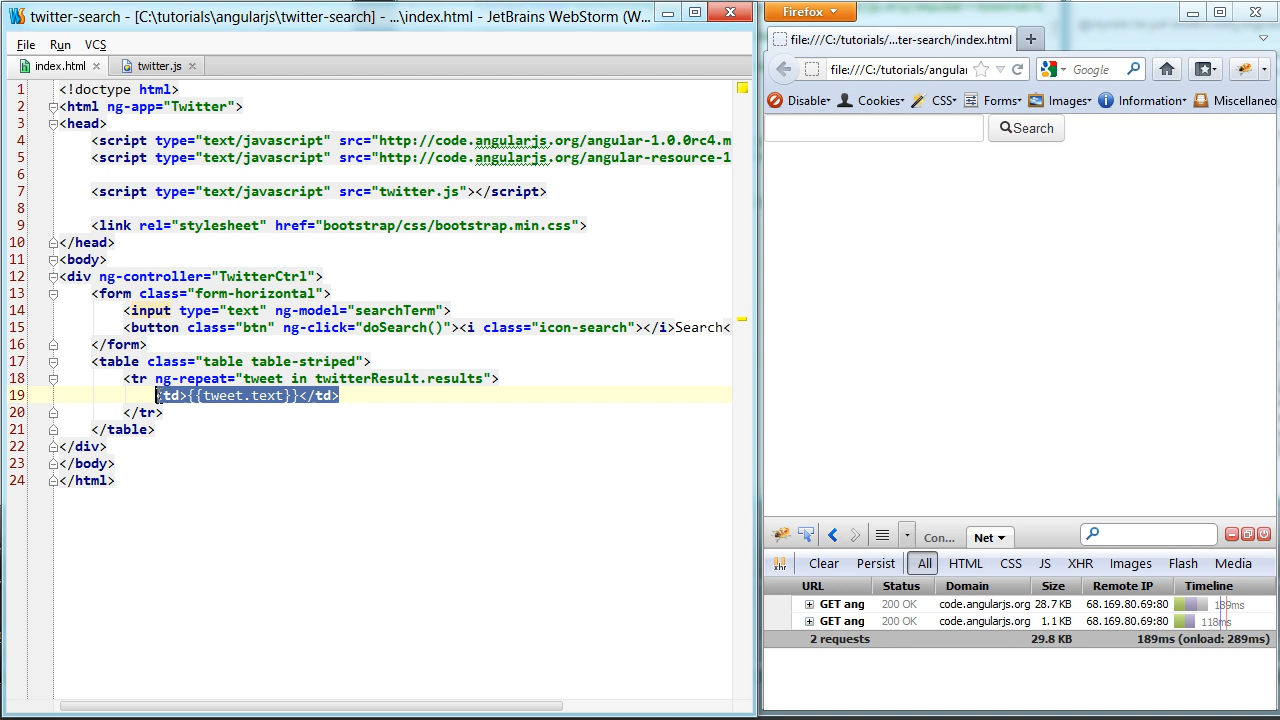 twitter-search - [C:\tutorials\angularjs\twitter-search] - ...\index.html - JetBrains WebStorm (W...
File Run VCS
index.html twitter.js
1 <!doctype html>
2 <html ng-app="Twitter">
3 <head>
4 <script type="text/javascript" src="http://code.angularjs.org/angular-1.0.0rc4.m
5 <script type="text/javascript" src="http://code.angularjs.org/angular-resource-1
6
7 <script type="text/javascript" src="twitter.js"></script>
8
9 <link rel="stylesheet" href="bootstrap/css/bootstrap.min.css">
10 </head>
11 <body>
12 <div ng-controller="TwitterCtrl">
13 <form class="form-horizontal">
14 <input type="text" ng-model="searchTerm">
15 <button class="btn" ng-click="doSearch()"><i class="icon-search"></i>Search<
16 </form>
17 <table class="table table-striped">
18 <tr ng-repeat="tweet in twitterResult.results">
19 <td>{{tweet.text}}</td>
20 </tr>
21 </table>
22 </div>
23 </body>
24 </html>
Firefox
file:///C:/tutorials/...ter-search/index.html
file:///C:/tutorials/angular Google
Disable Cookies CSS Forms Images Information Miscellaneo
Search
Con... Net
Clear Persist All HTML CSS JS XHR Images Flash Media
URL Status Domain Size Remote IP Timeline
GET ang 200 OK code.angularjs.org 28.7 KB 68.169.80.69:80 189ms
GET ang 200 OK code.angularjs.org 1.1 KB 68.169.80.69:80 118ms
2 requests 29.8 KB 189ms (onload: 289ms)